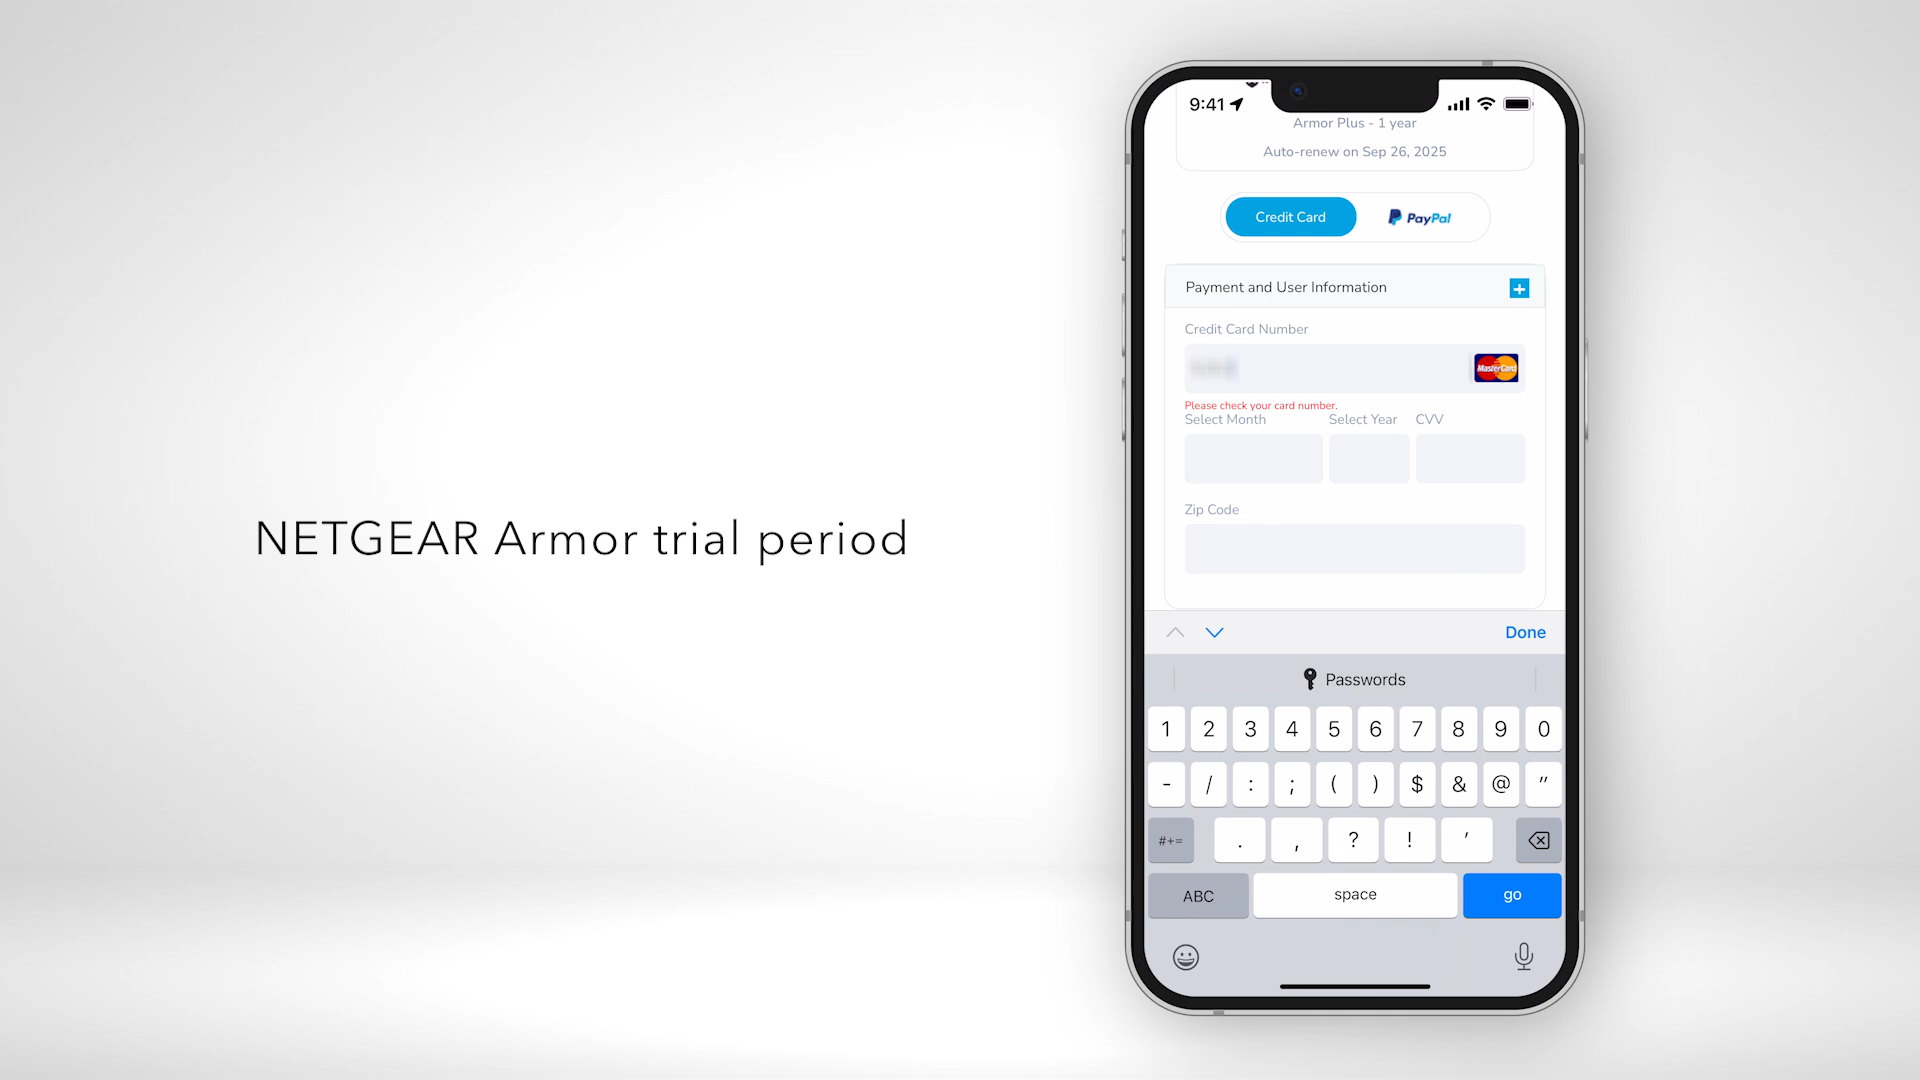 NETGEAR Armor trial period
9:41
Armor Plus - 1 year
Auto-renew on Sep 26, 2025
Credit Card
PayPal
Payment and User Information
Credit Card Number
MasterCard
Please check your card number.
Select Month Select Year CVV
Zip Code
Done
Passwords
1 2 3 4 5 6 7 8 9 0
- / : ; ( ) $ & @ "
#+= . , ? ! '
ABC space go